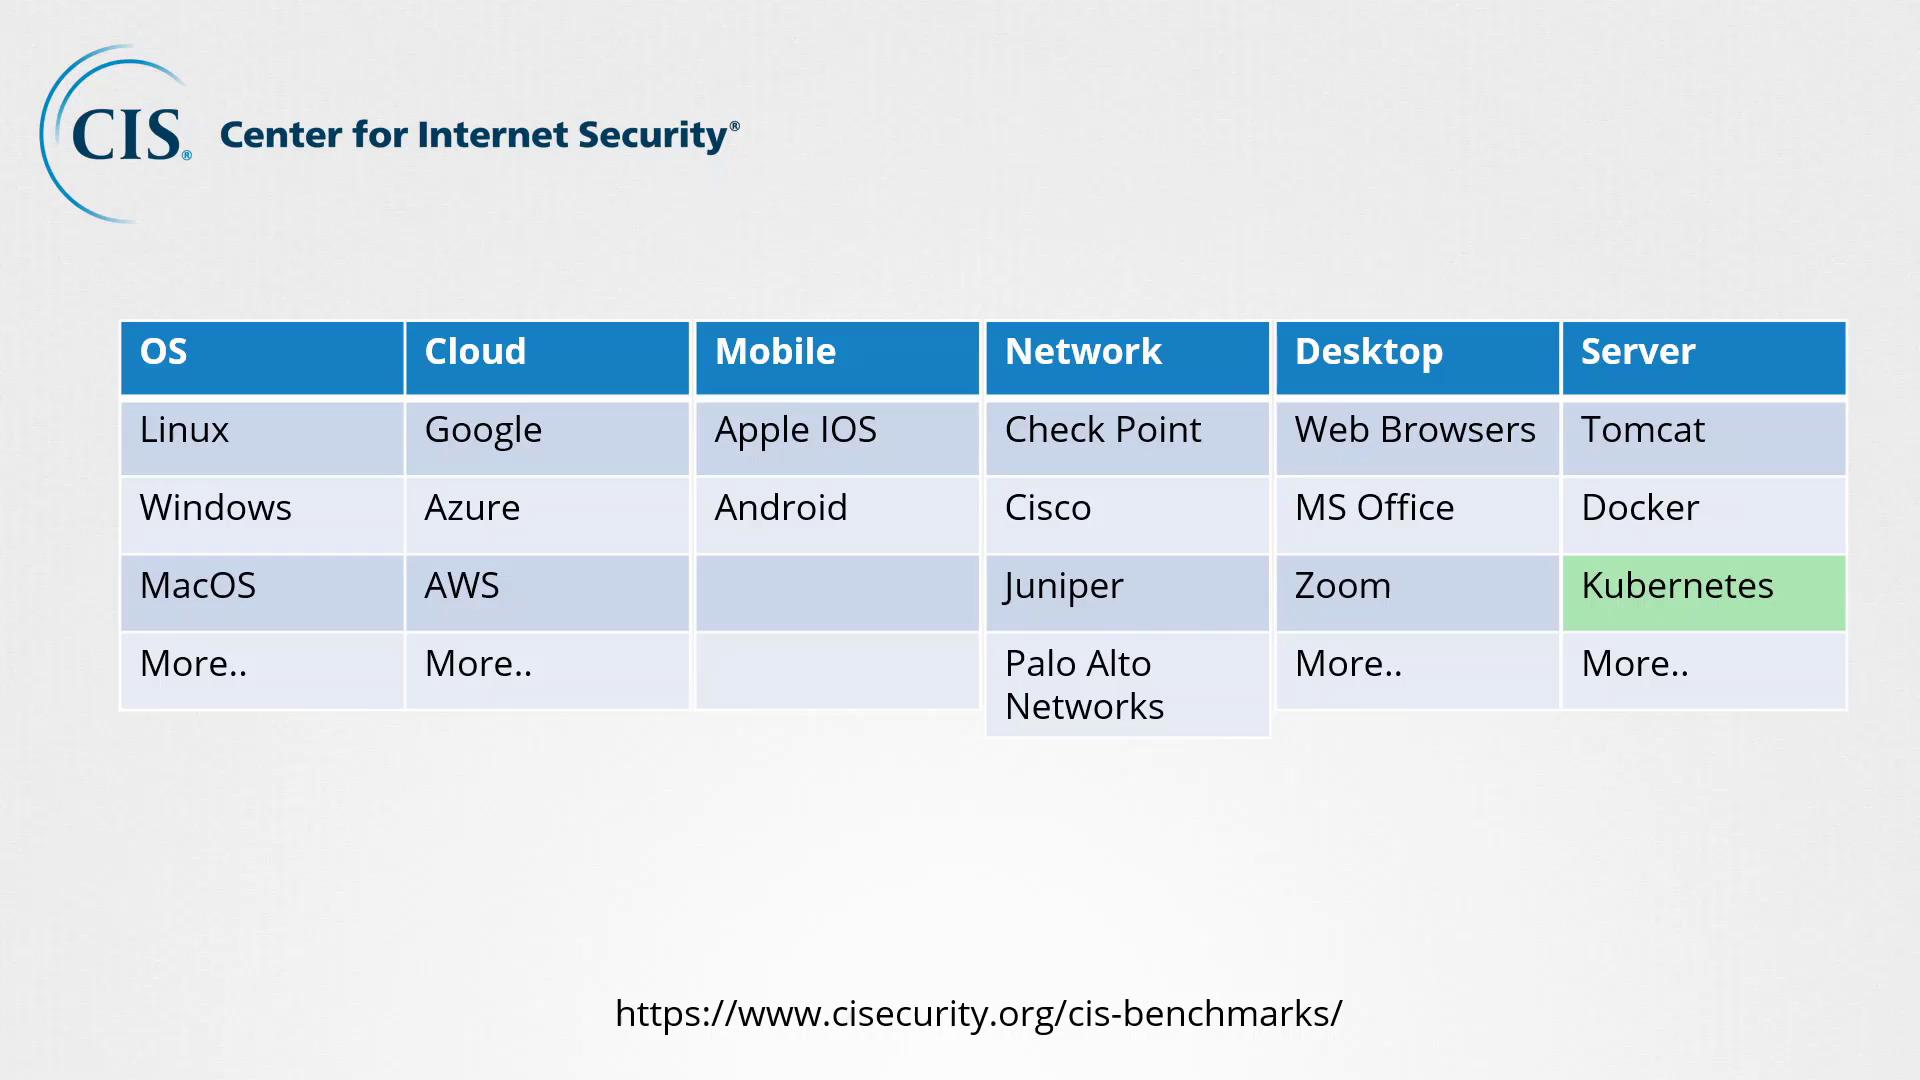 CIS® Center for Internet Security®
OS Cloud Mobile Network Desktop Server
Linux Google Apple IOS Check Point Web Browsers Tomcat
Windows Azure Android Cisco MS Office Docker
MacOS AWS Juniper Zoom Kubernetes
More.. More.. Palo Alto More.. More..
Networks
https://www.cisecurity.org/cis-benchmarks/